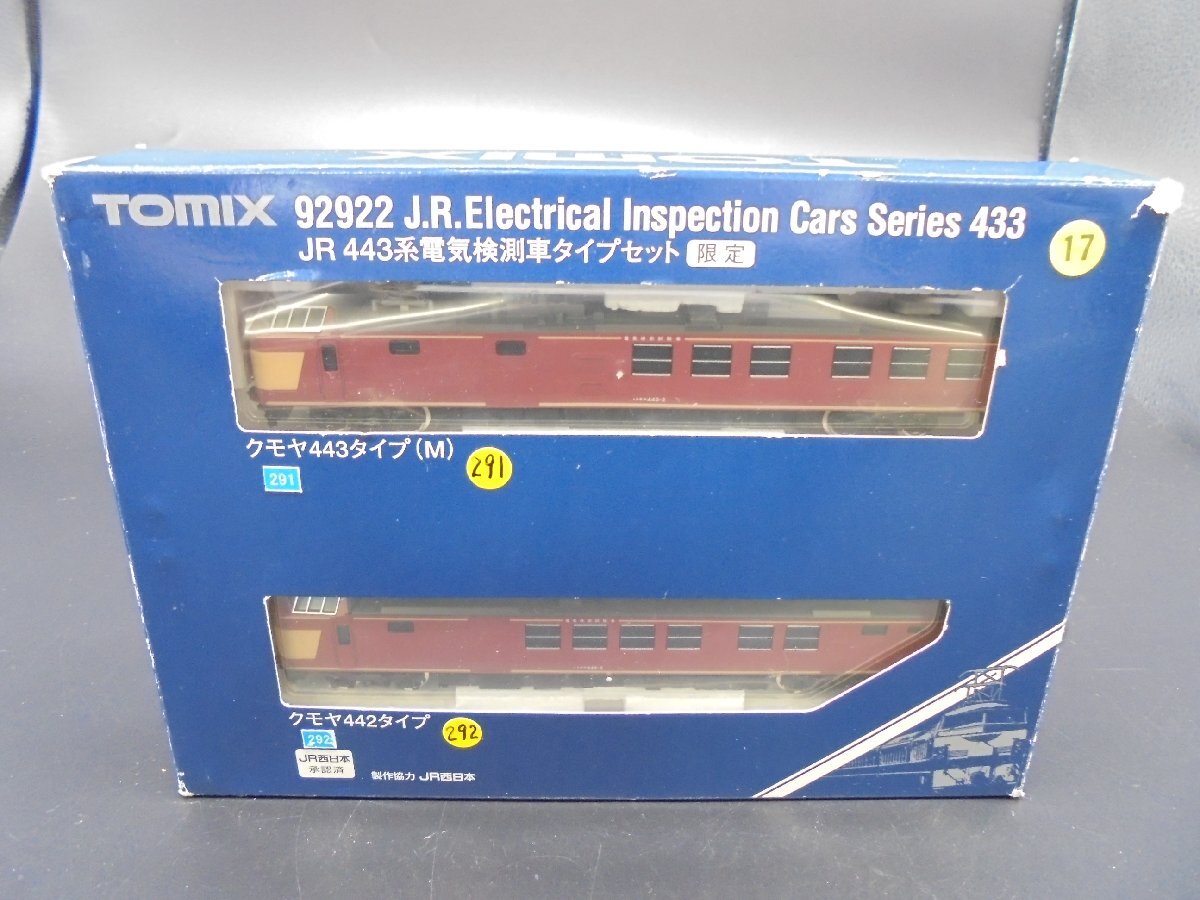 TOMIX
TOMIX 92922 J.R.Electrical Inspection Cars Series 433
JR 443系電気検測車タイプセット 限定
17
クモヤ443タイプ(M)
291
291
クモヤ442タイプ
292
292
JR西日本
承認済
製作協力 JR西日本